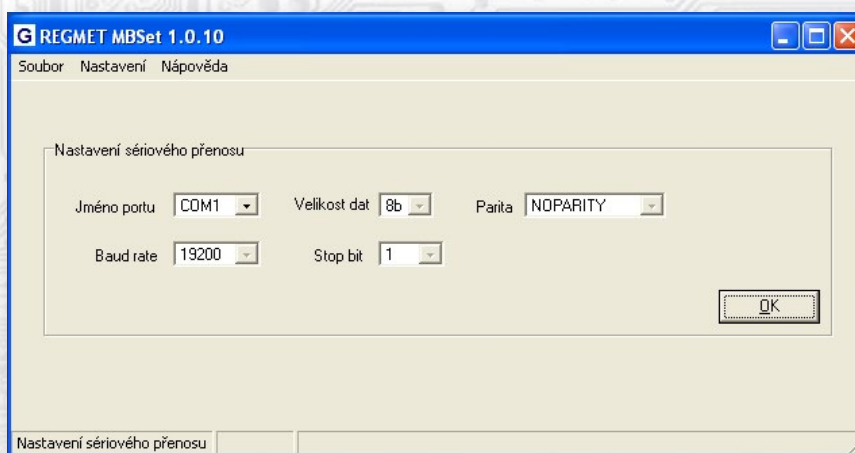 G REGMET MBSet 1.0.10
Soubor Nastavení Nápověda
Nastavení sériového přenosu
Jméno portu COM1 Velikost dat 8b Parita NOPARITY
Baud rate 19200 Stop bit 1
OK
Nastavení sériového přenosu